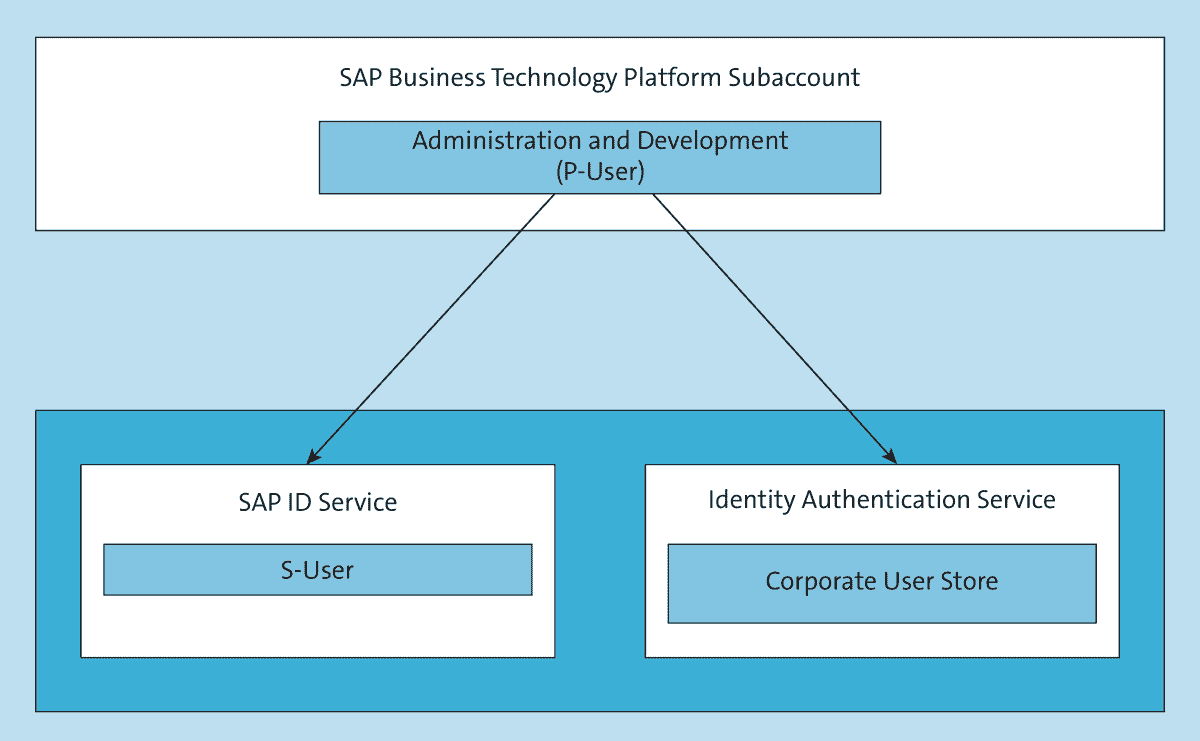 SAP Business Technology Platform Subaccount
Administration and Development
(P-User)
SAP ID Service
S-User
Identity Authentication Service
Corporate User Store